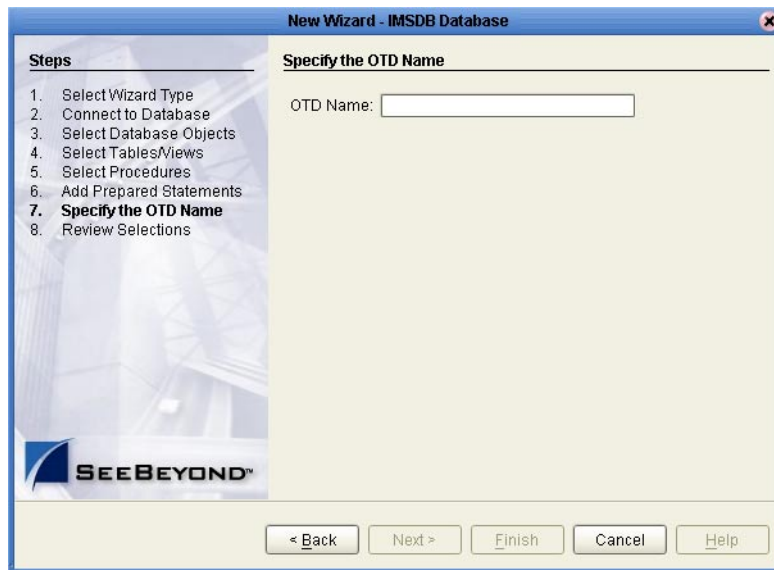 New Wizard - IMSDB Database
Steps
1. Select Wizard Type
2. Connect to Database
3. Select Database Objects
4. Select Tables/Views
5. Select Procedures
6. Add Prepared Statements
7. Specify the OTD Name
8. Review Selections
SEEBEYOND™
Specify the OTD Name
OTD Name:
< Back
Next >
Finish
Cancel
Help